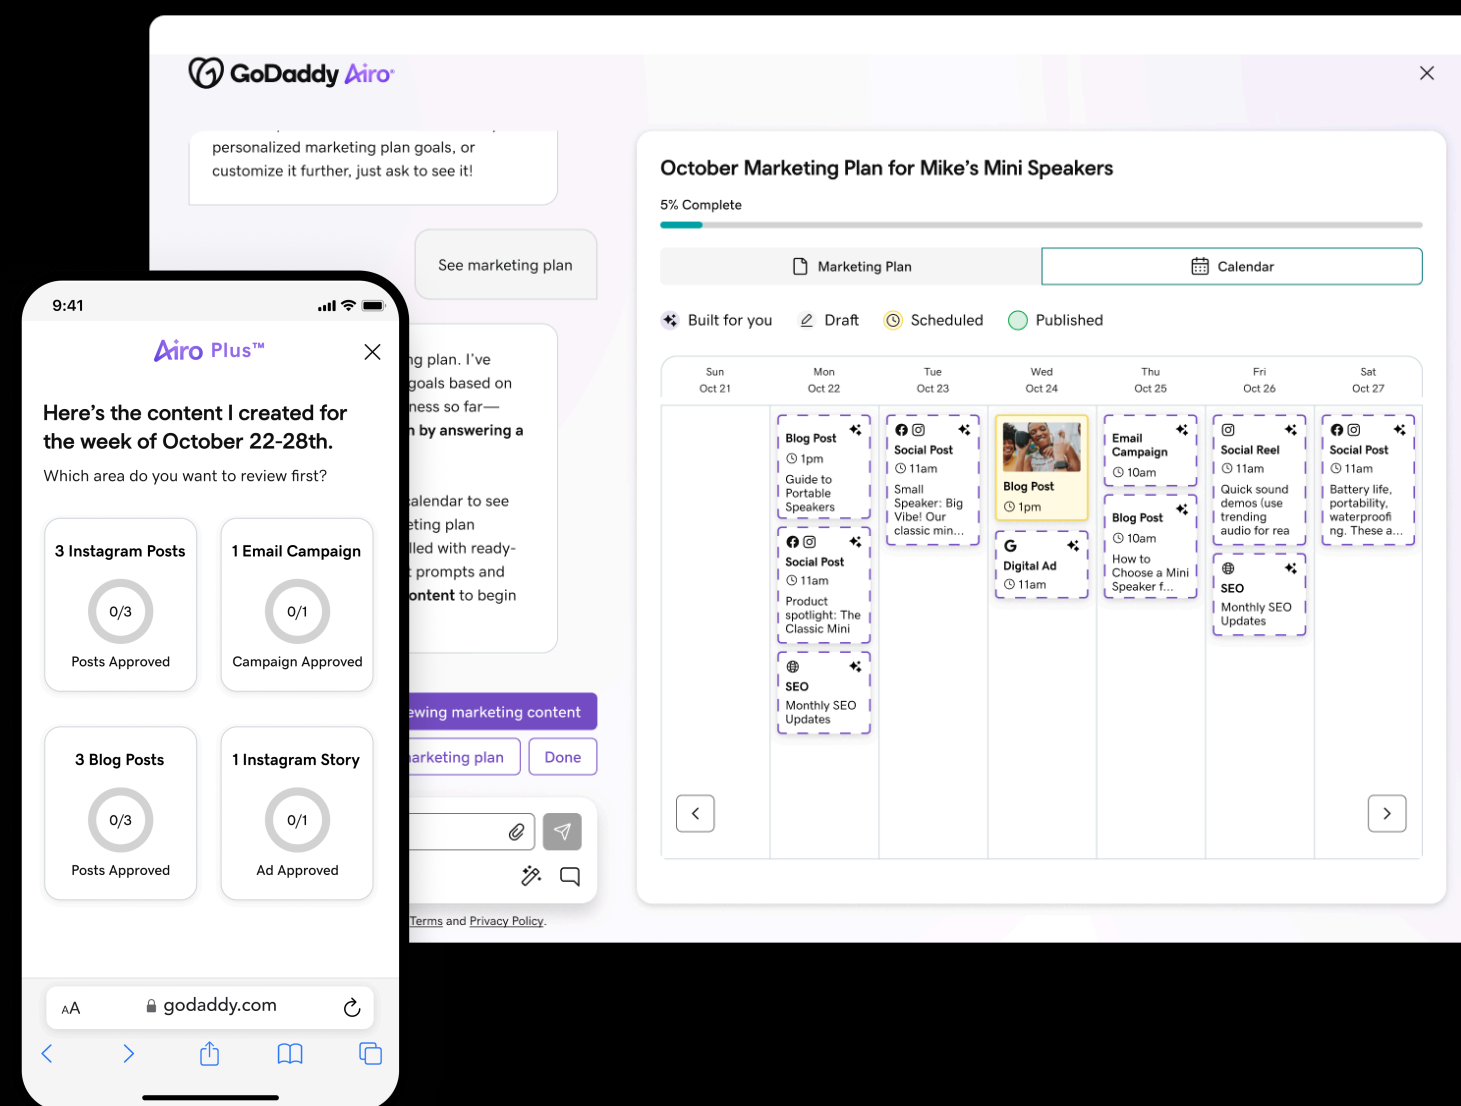 GoDaddy Airo
personalized marketing plan goals, or
customize it further, just ask to see it!
See marketing plan
ng plan. I've
goals based on
ness so far—
n by answering a
calendar to see
eting plan
lled with ready-
t prompts and
ontent to begin
ewing marketing content
arketing plan
Done
Terms and Privacy Policy.
October Marketing Plan for Mike's Mini Speakers
5% Complete
Marketing Plan
Calendar
Built for you
Draft
Scheduled
Published
Sun
Oct 21
Mon
Oct 22
Tue
Oct 23
Wed
Oct 24
Thu
Oct 25
Fri
Oct 26
Sat
Oct 27
Blog Post
1pm
Guide to
Portable
Speakers
Social Post
11am
Product
spotlight: The
Classic Mini
SEO
Monthly SEO
Updates
Social Post
11am
Small
Speaker: Big
Vibe! Our
classic min...
Blog Post
1pm
Digital Ad
11am
Email
Campaign
10am
Blog Post
10am
How to
Choose a Mini
Speaker f...
Social Reel
11am
Quick sound
demos (use
trending
audio for rea
SEO
Monthly SEO
Updates
Social Post
11am
Battery life,
portability,
waterproofi
ng. These a...
9:41
Airo Plus™
Here's the content I created for
the week of October 22-28th.
Which area do you want to review first?
3 Instagram Posts
0/3
Posts Approved
1 Email Campaign
0/1
Campaign Approved
3 Blog Posts
0/3
Posts Approved
1 Instagram Story
0/1
Ad Approved
AA
godaddy.com